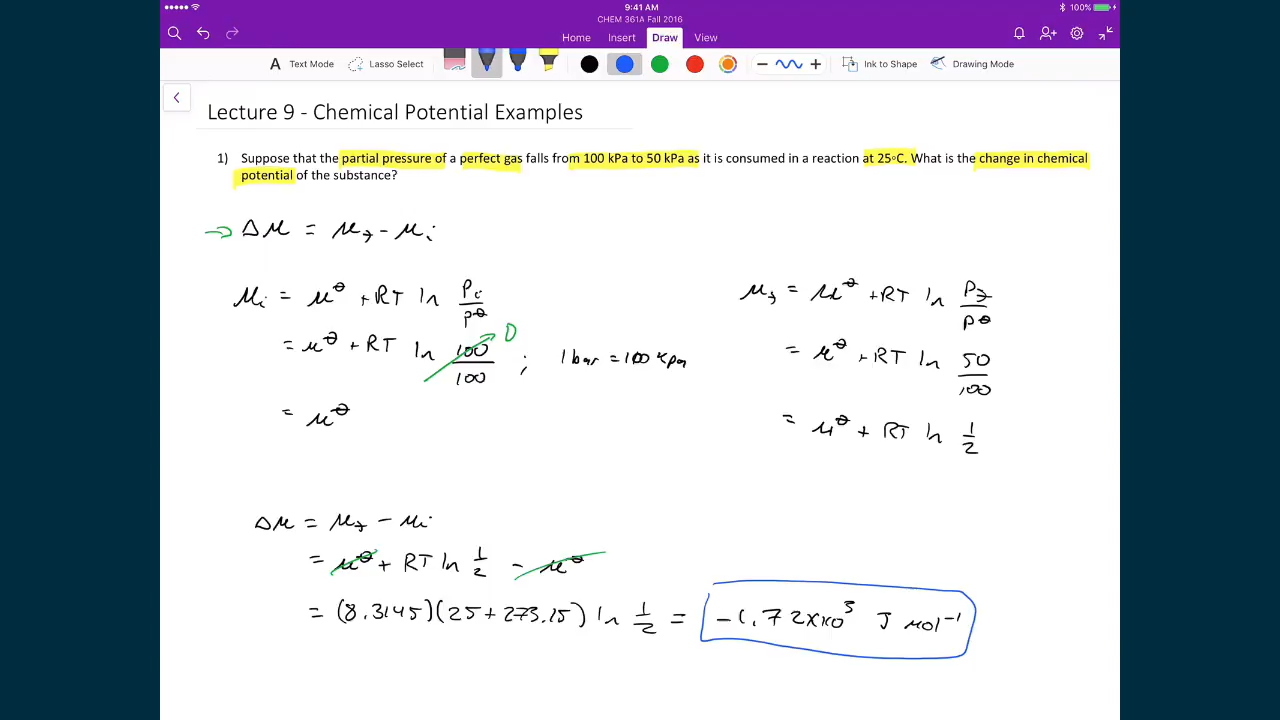 9:41 AM
100%
CHEM 361A Fall 2016
Home Insert Draw View
A Text Mode Lasso Select Ink to Shape Drawing Mode
Lecture 9 - Chemical Potential Examples
1) Suppose that the partial pressure of a perfect gas falls from 100 kPa to 50 kPa as it is consumed in a reaction at 25◦C. What is the change in chemical
potential of the substance?
→ Δμ = μf - μi
μi = μ^θ + RT ln Pi/P^θ
= μ^θ + RT ln 100/100 0 ; 1 bar = 100 kpa
= μ^θ
μf = μ^θ + RT ln Pf/P^θ
= μ^θ + RT ln 50/100
= μ^θ + RT ln 1/2
Δμ = μf - μi
= μ^θ + RT ln 1/2 - μ^θ
= (8.3145)(25+273.15) ln 1/2 = -1.72x10^3 J mol^-1